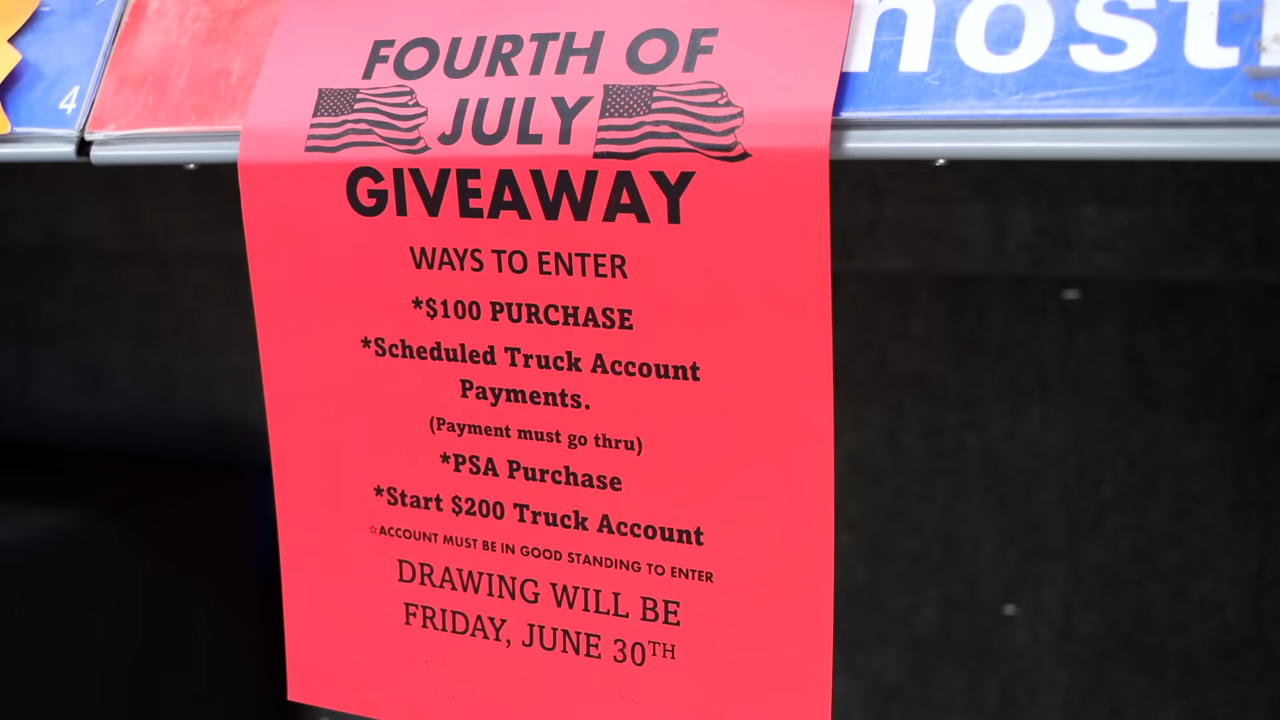 4
nost
FOURTH OF
JULY
GIVEAWAY
WAYS TO ENTER
*$100 PURCHASE
*Scheduled Truck Account
Payments.
(Payment must go thru)
*PSA Purchase
*Start $200 Truck Account
☆ACCOUNT MUST BE IN GOOD STANDING TO ENTER
DRAWING WILL BE
FRIDAY, JUNE 30TH